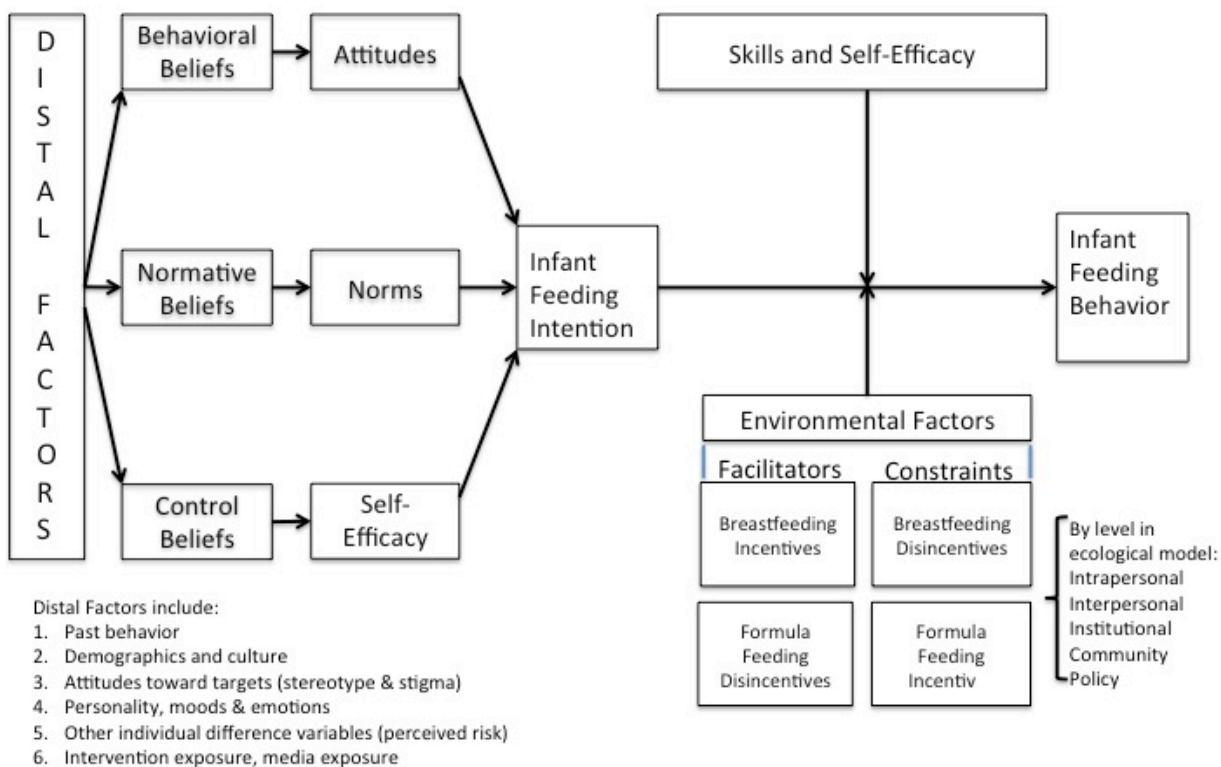 DISTAL FACTORS
Behavioral
Beliefs
Attitudes
Normative
Beliefs
Norms
Control
Beliefs
Self-
Efficacy
Infant
Feeding
Intention
Skills and Self-Efficacy
Infant
Feeding
Behavior
Environmental Factors
Facilitators
Constraints
Breastfeeding
Incentives
Breastfeeding
Disincentives
Formula
Feeding
Disincentives
Formula
Feeding
Incentiv
By level in
ecological model:
Intrapersonal
Interpersonal
Institutional
Community
Policy
Distal Factors include:
1. Past behavior
2. Demographics and culture
3. Attitudes toward targets (stereotype & stigma)
4. Personality, moods & emotions
5. Other individual difference variables (perceived risk)
6. Intervention exposure, media exposure